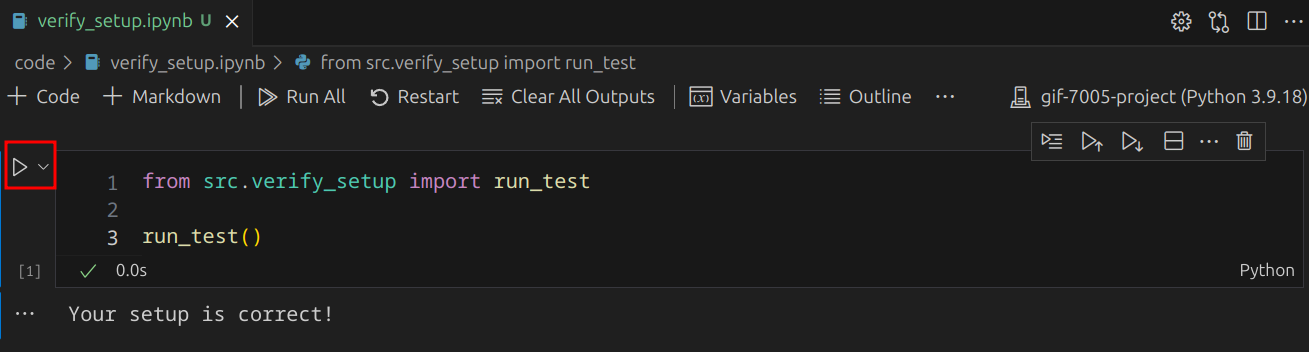 verify_setup.ipynb U
code > verify_setup.ipynb > from src.verify_setup import run_test
+ Code + Markdown | Run All Restart Clear All Outputs | Variables Outline ... gif-7005-project (Python 3.9.18)
1 from src.verify_setup import run_test
2
3 run_test()
[1] 0.0s Python
Your setup is correct!